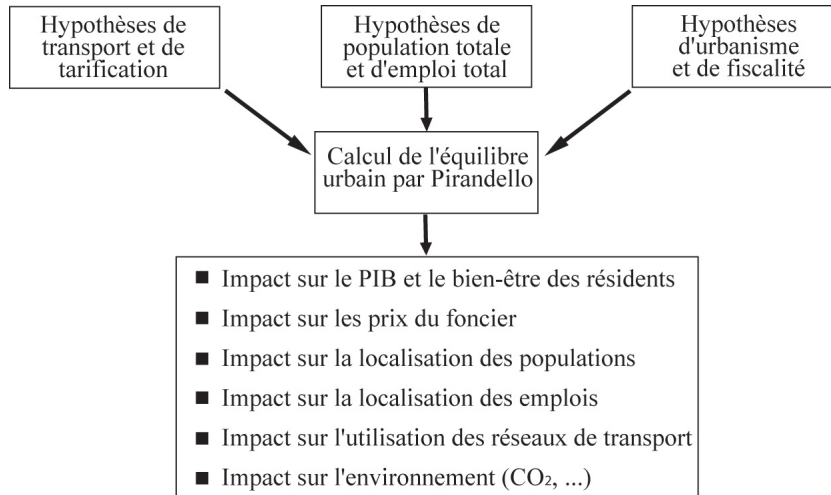 Hypothèses de
transport et de
tarification
Hypothèses de
population totale
et d'emploi total
Hypothèses
d'urbanisme
et de fiscalité
Calcul de l'équilibre
urbain par Pirandello
■ Impact sur le PIB et le bien-être des résidents
■ Impact sur les prix du foncier
■ Impact sur la localisation des populations
■ Impact sur la localisation des emplois
■ Impact sur l'utilisation des réseaux de transport
■ Impact sur l'environnement (CO₂, ...)